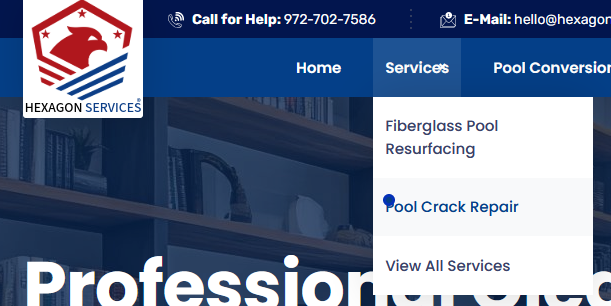 Call for Help: 972-702-7586
E-Mail: hello@hexagon
HEXAGON SERVICES®
Home
Services
Pool Conversion
Fiberglass Pool
Resurfacing
Pool Crack Repair
View All Services
Professional